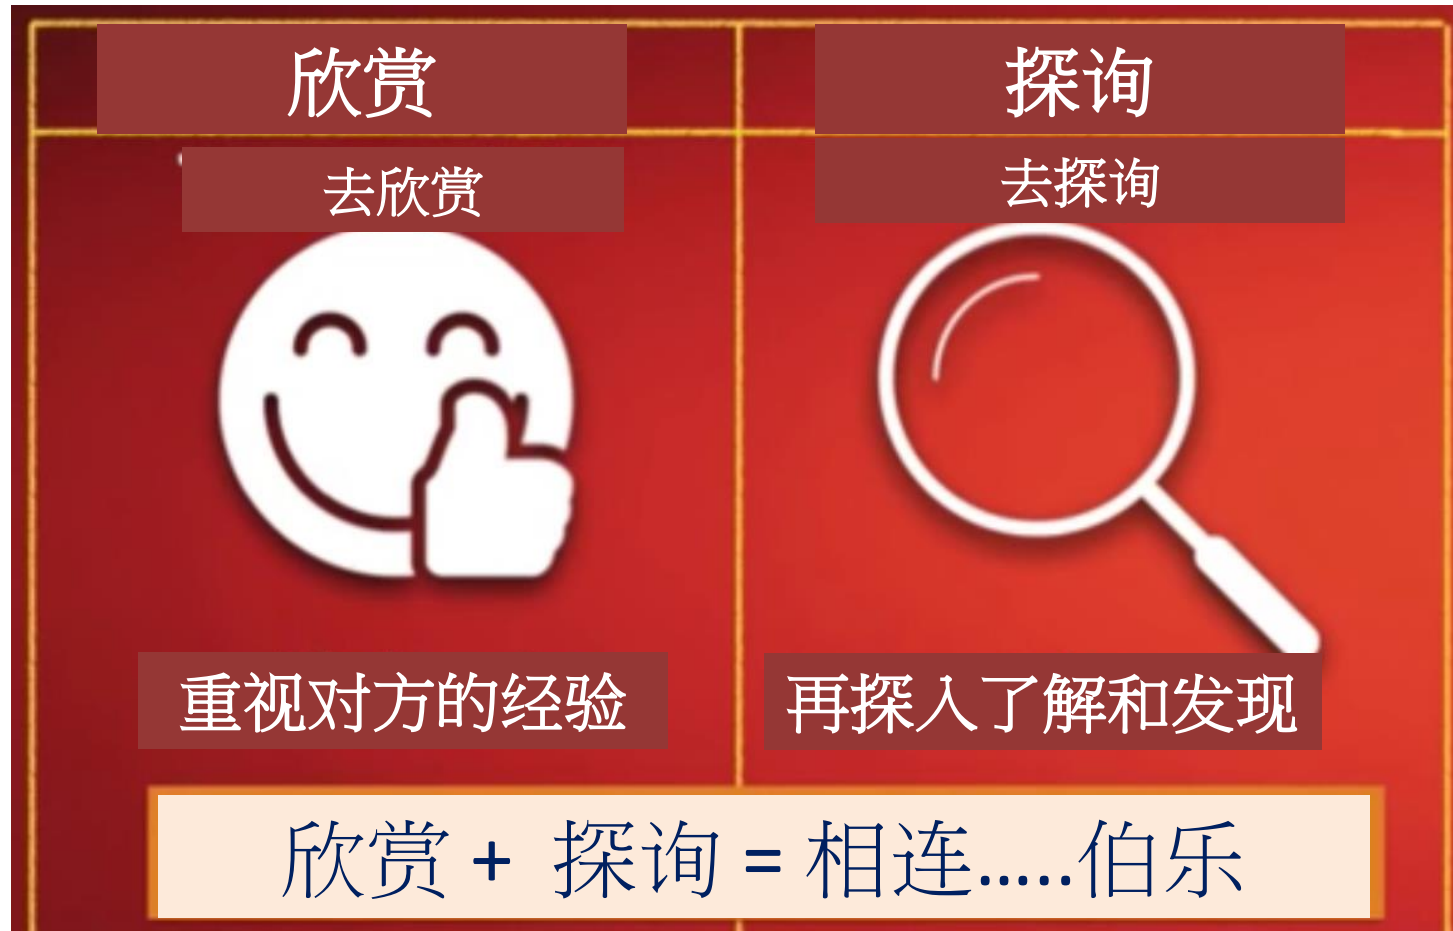 欣赏
探询
去欣赏
去探询
重视对方的经验
再探入了解和发现
欣赏 + 探询 = 相连.....伯乐